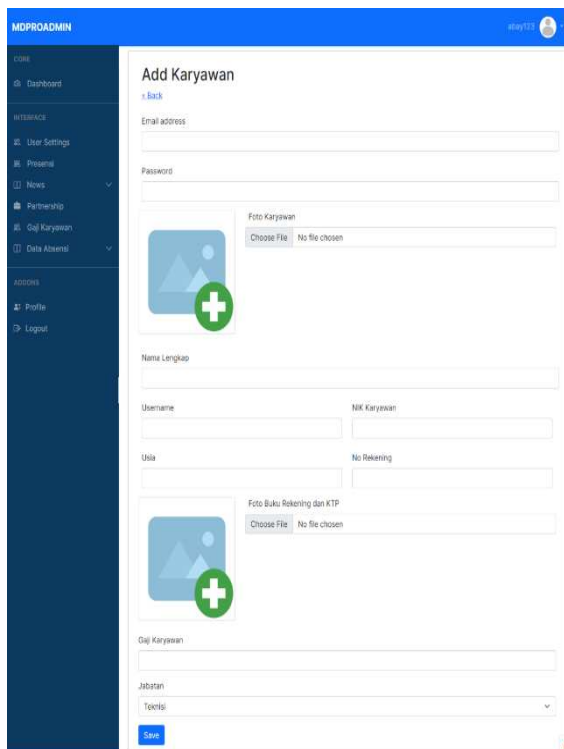 MDPROADMIN
abay123
CORE
Dashboard
INTERFACE
User Settings
Presensi
News
Partnership
Gaji Karyawan
Data Absensi
ADDONS
Profile
Logout
Add Karyawan
< Back
Email address
Password
Foto Karyawan
Choose File No file chosen
Nama Lengkap
Username NIK Karyawan
Usia No Rekening
Foto Buku Rekening dan KTP
Choose File No file chosen
Gaji Karyawan
Jabatan
Teknisi
Save